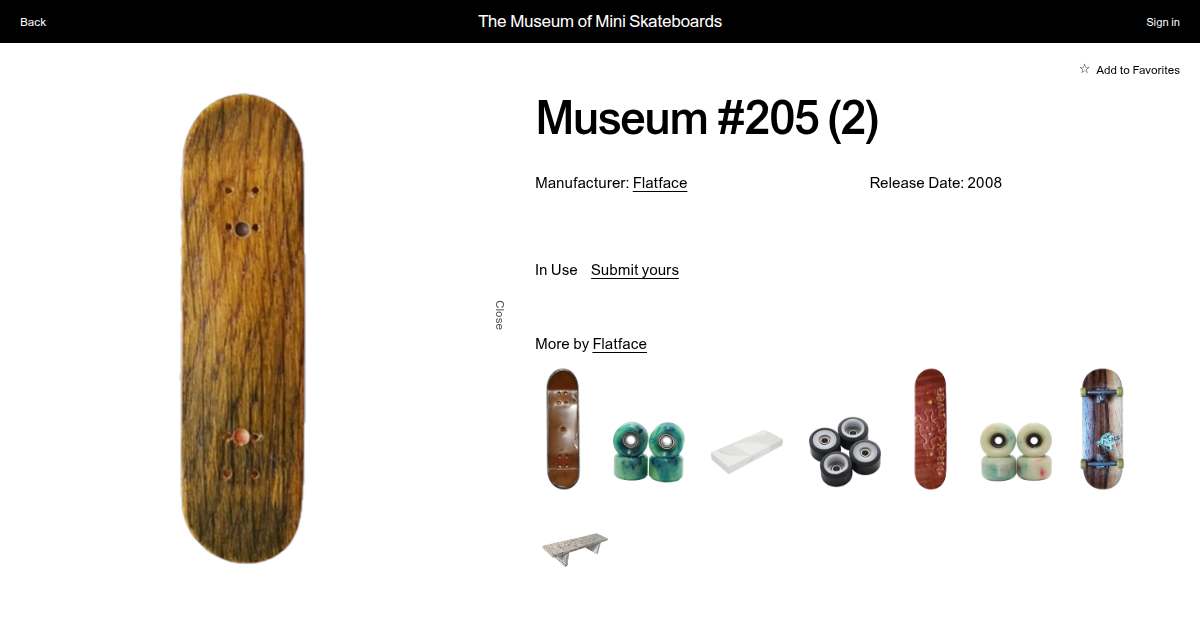 Back
The Museum of Mini Skateboards
Sign in
☆ Add to Favorites
Museum #205 (2)
Manufacturer: Flatface
Release Date: 2008
In Use Submit yours
Close
More by Flatface